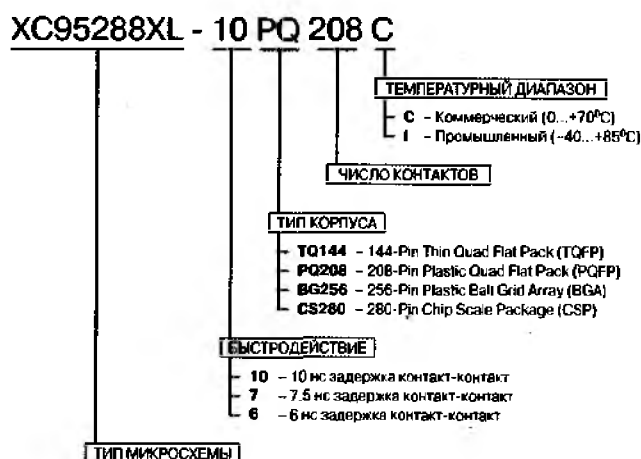 XC95288XL - 10 PQ 208 C
ТЕМПЕРАТУРНЫЙ ДИАПАЗОН
C – Коммерческий (0...+70⁰C)
I – Промышленный (–40...+85⁰C)
ЧИСЛО КОНТАКТОВ
ТИП КОРПУСА
TQ144 – 144-Pin Thin Quad Flat Pack (TQFP)
PQ208 – 208-Pin Plastic Quad Flat Pack (PQFP)
BG256 – 256-Pin Plastic Ball Grid Array (BGA)
CS280 – 280-Pin Chip Scale Package (CSP)
БЫСТРОДЕЙСТВИЕ
10 – 10 нс задержка контакт-контакт
7 – 7.5 нс задержка контакт-контакт
6 – 6 нс задержка контакт-контакт
ТИП МИКРОСХЕМЫ